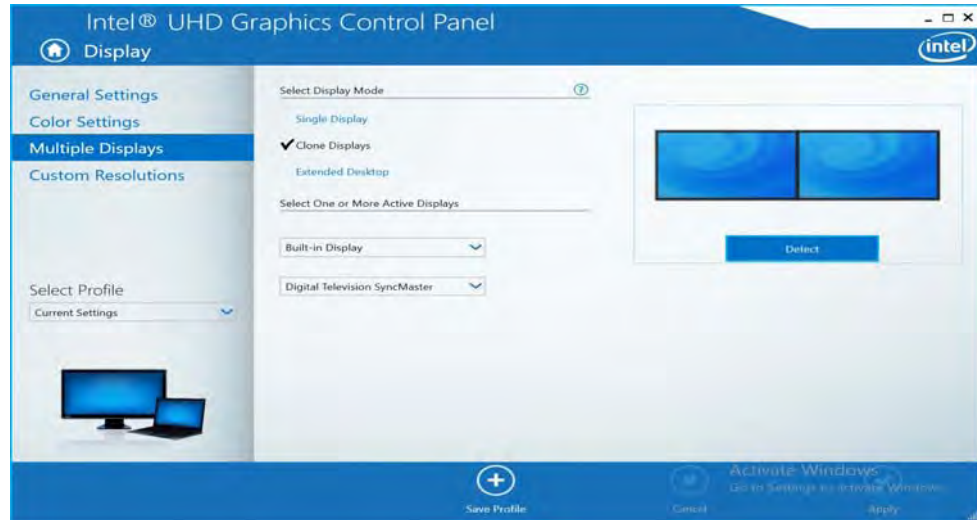 Intel® UHD Graphics Control Panel
Display
intel
General Settings
Color Settings
Multiple Displays
Custom Resolutions
Select Profile
Current Settings
Select Display Mode
Single Display
Clone Displays
Extended Desktop
Select One or More Active Displays
Built-in Display
Digital Television SyncMaster
Detect
Save Profile
Cancel
Apply
Activate Windows
Go to Settings to activate Windows.